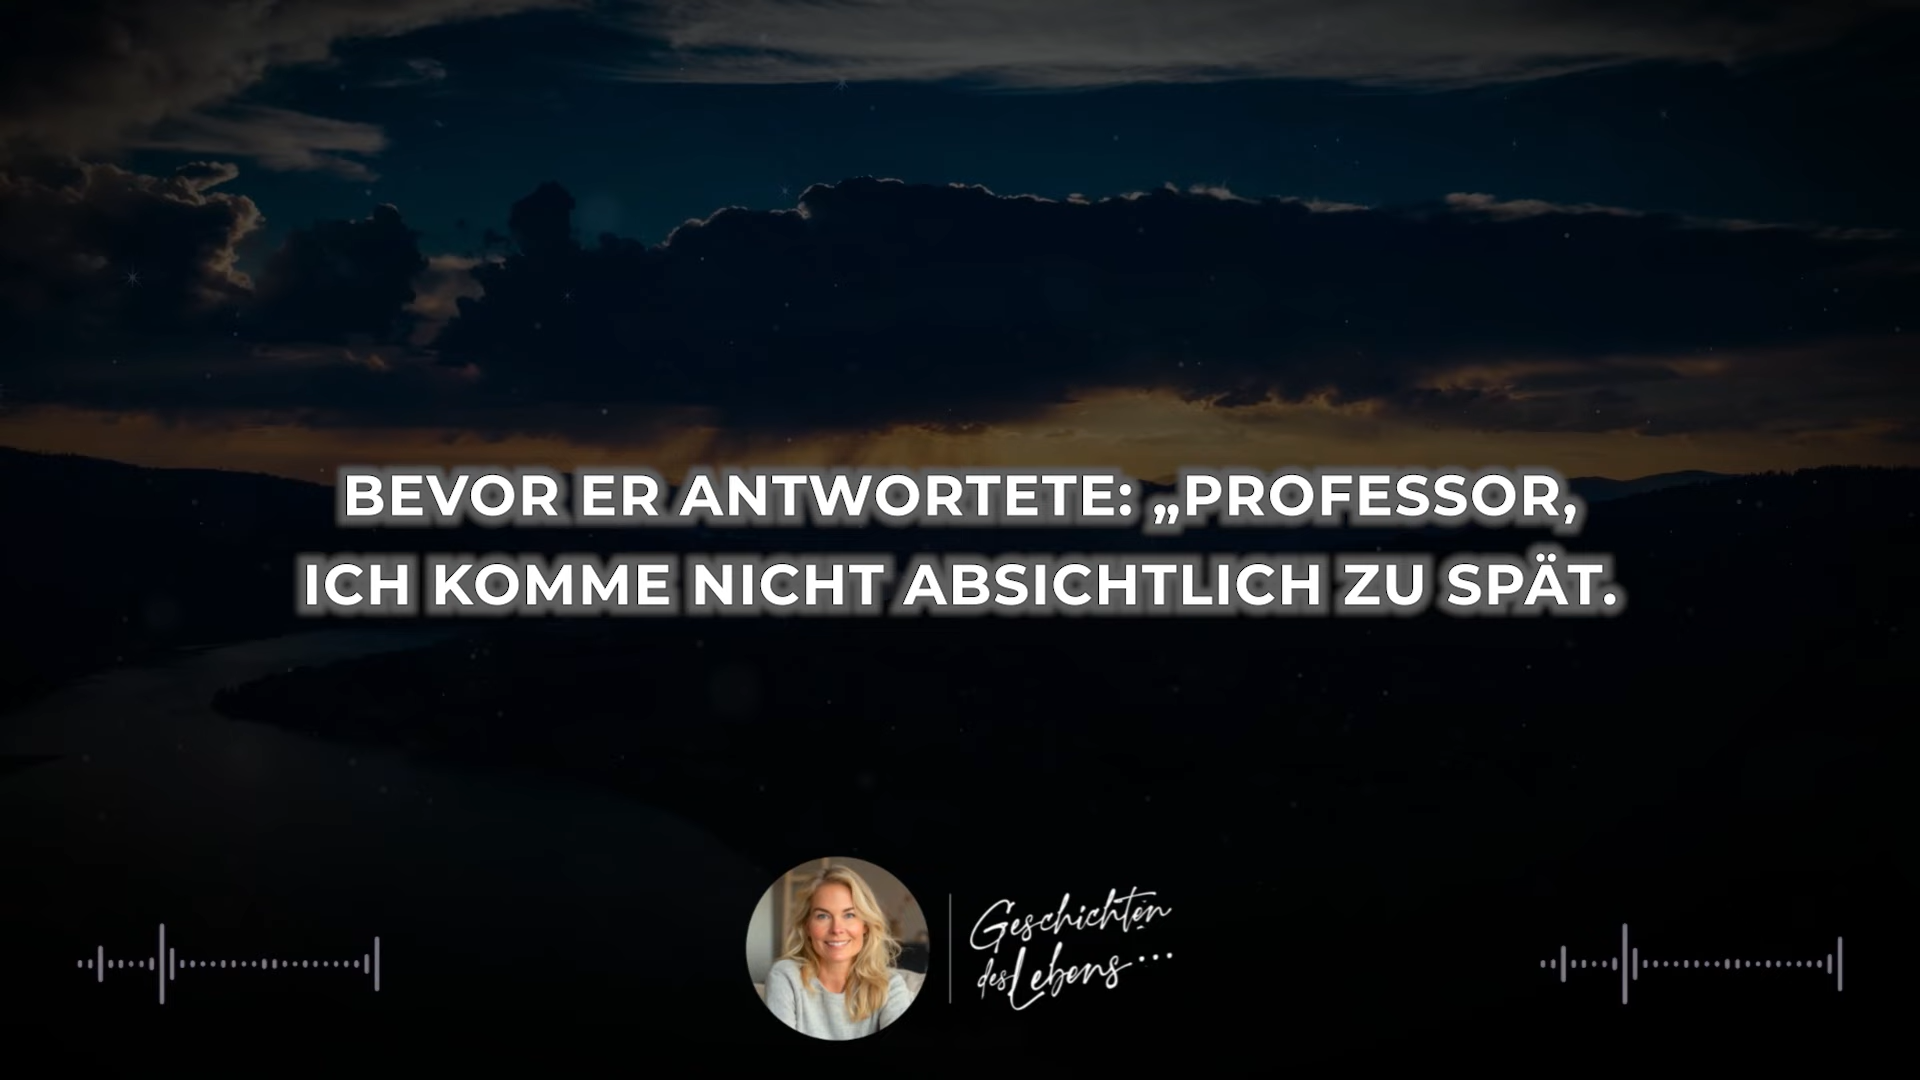 BEVOR ER ANTWORTETE: „PROFESSOR,
ICH KOMME NICHT ABSICHTLICH ZU SPÄT.
Geschichten
des Lebens...